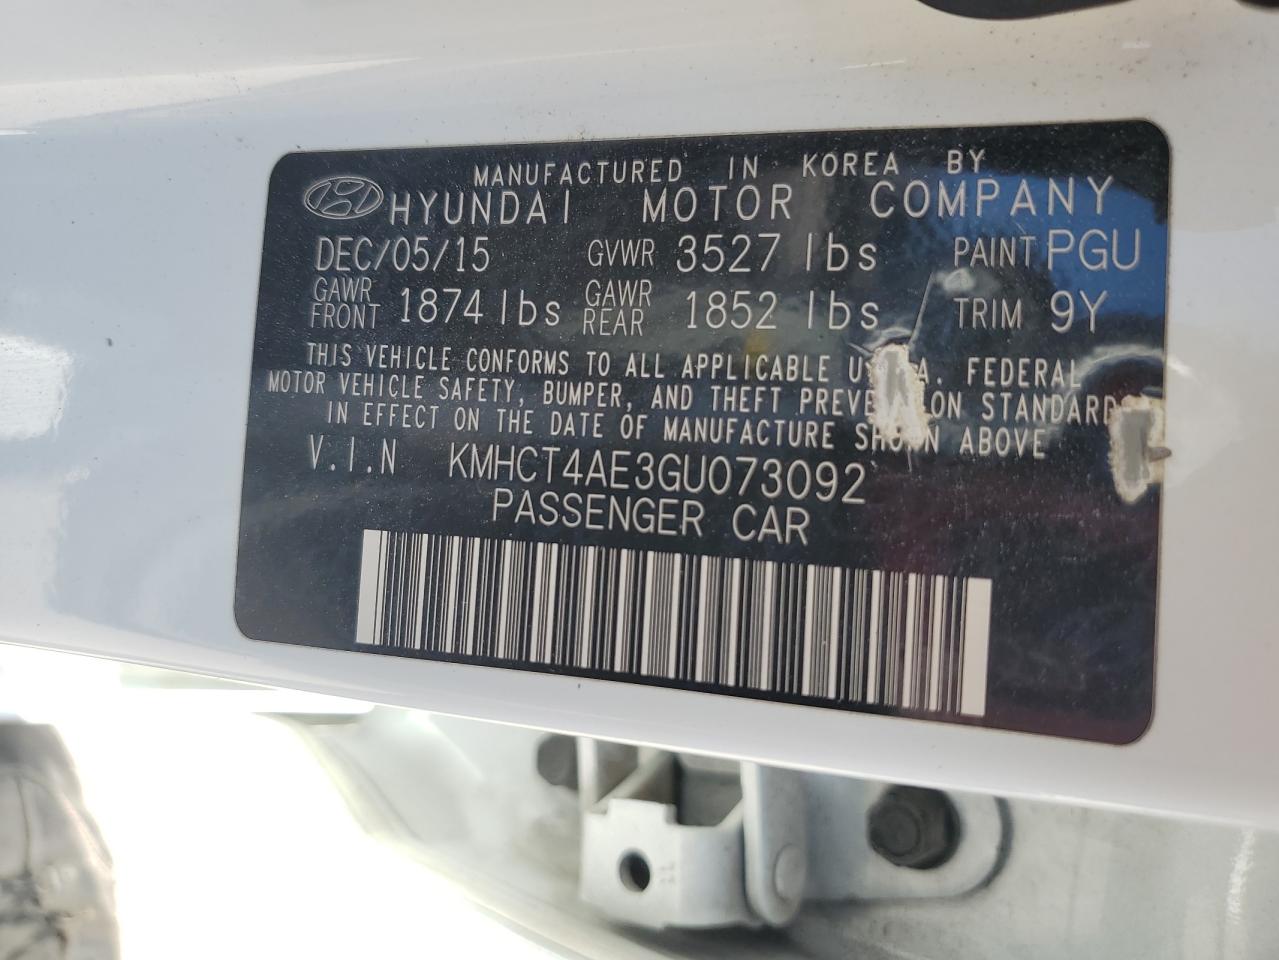 MANUFACTURED IN KOREA BY
HYUNDAI MOTOR COMPANY
DEC/05/15 GVWR 3527 lbs PAINT PGU
GAWR FRONT 1874 lbs GAWR REAR 1852 lbs TRIM 9Y
THIS VEHICLE CONFORMS TO ALL APPLICABLE U.S.A. FEDERAL
MOTOR VEHICLE SAFETY, BUMPER, AND THEFT PREVENTION STANDARDS
IN EFFECT ON THE DATE OF MANUFACTURE SHOWN ABOVE
V.I.N KMHCT4AE3GU073092
PASSENGER CAR